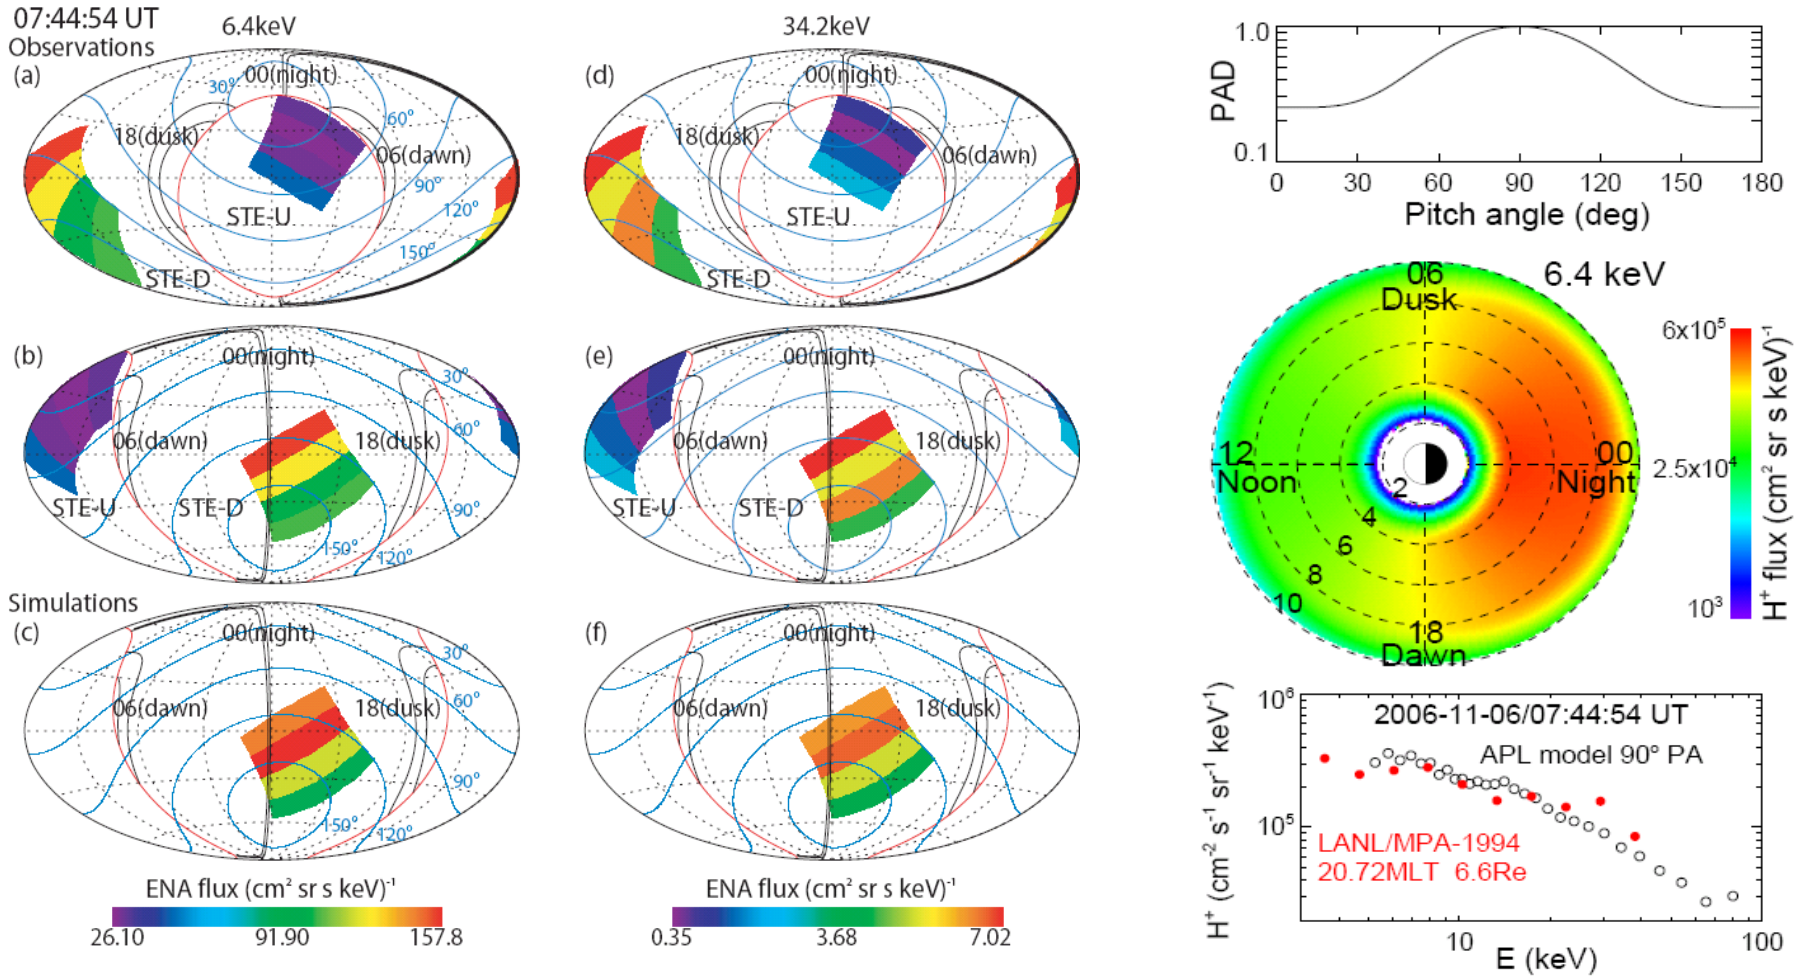 07:44:54 UT
Observations
6.4keV
34.2keV
(a)
00(night)
30°
60°
18(dusk)
06(dawn)
90°
120°
STE-U
150°
STE-D
(d)
00(night)
18(dusk)
06(dawn)
STE-U
STE-D
(b)
00(night)
30°
60°
06(dawn)
18(dusk)
STE-U
STE-D
90°
150°
120°
(e)
00(night)
06(dawn)
18(dusk)
STE-U
STE-D
Simulations
(c)
00(night)
30°
60°
06(dawn)
18(dusk)
90°
150°
120°
(f)
00(night)
06(dawn)
18(dusk)
ENA flux (cm² sr s keV)⁻¹
26.10 91.90 157.8
ENA flux (cm² sr s keV)⁻¹
0.35 3.68 7.02
1.0
PAD
0.1
0 30 60 90 120 150 180
Pitch angle (deg)
6.4 keV
06
Dusk
12
Noon
00
Night
2
4
6
8
10
18
Dawn
6x10⁵
2.5x10⁴
10³
H⁺ flux (cm² sr s keV)⁻¹
2006-11-06/07:44:54 UT
APL model 90° PA
LANL/MPA-1994
20.72MLT 6.6Re
10⁶
10⁵
H⁺ (cm⁻² s⁻¹ sr⁻¹ keV⁻¹)
10 100
E (keV)